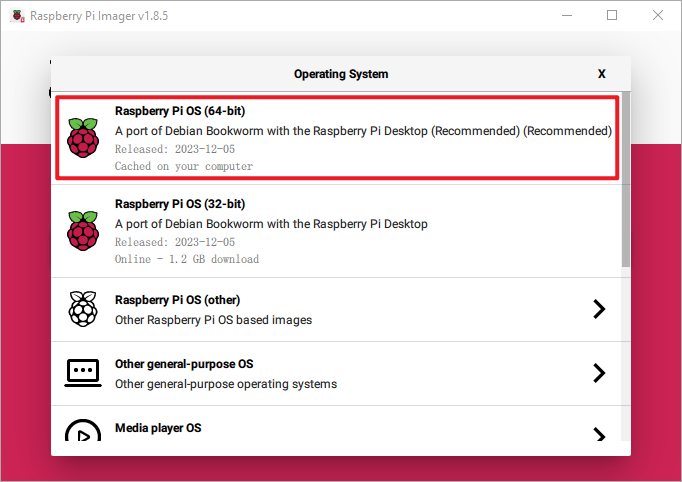 Raspberry Pi Imager v1.8.5
Operating System
X
Raspberry Pi OS (64-bit)
A port of Debian Bookworm with the Raspberry Pi Desktop (Recommended) (Recommended)
Released: 2023-12-05
Cached on your computer
Raspberry Pi OS (32-bit)
A port of Debian Bookworm with the Raspberry Pi Desktop
Released: 2023-12-05
Online - 1.2 GB download
Raspberry Pi OS (other)
Other Raspberry Pi OS based images
Other general-purpose OS
Other general-purpose operating systems
Media player OS